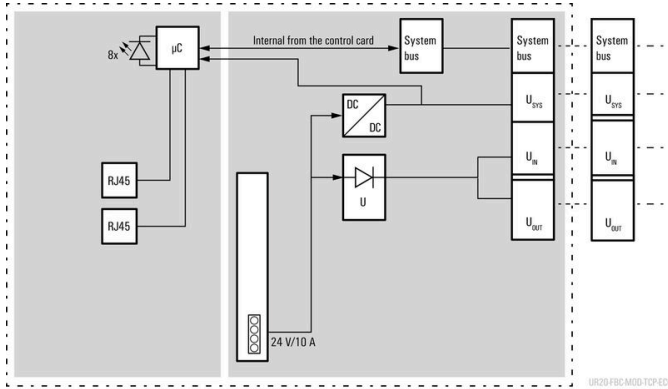 8x
µC
Internal from the control card
System
bus
System
bus
System
bus
DC
DC
U_SYS
U_SYS
RJ45
RJ45
U
U_IN
U_IN
U_OUT
U_OUT
24 V/10 A
UR20-FBC-MOD-TCP-ECO